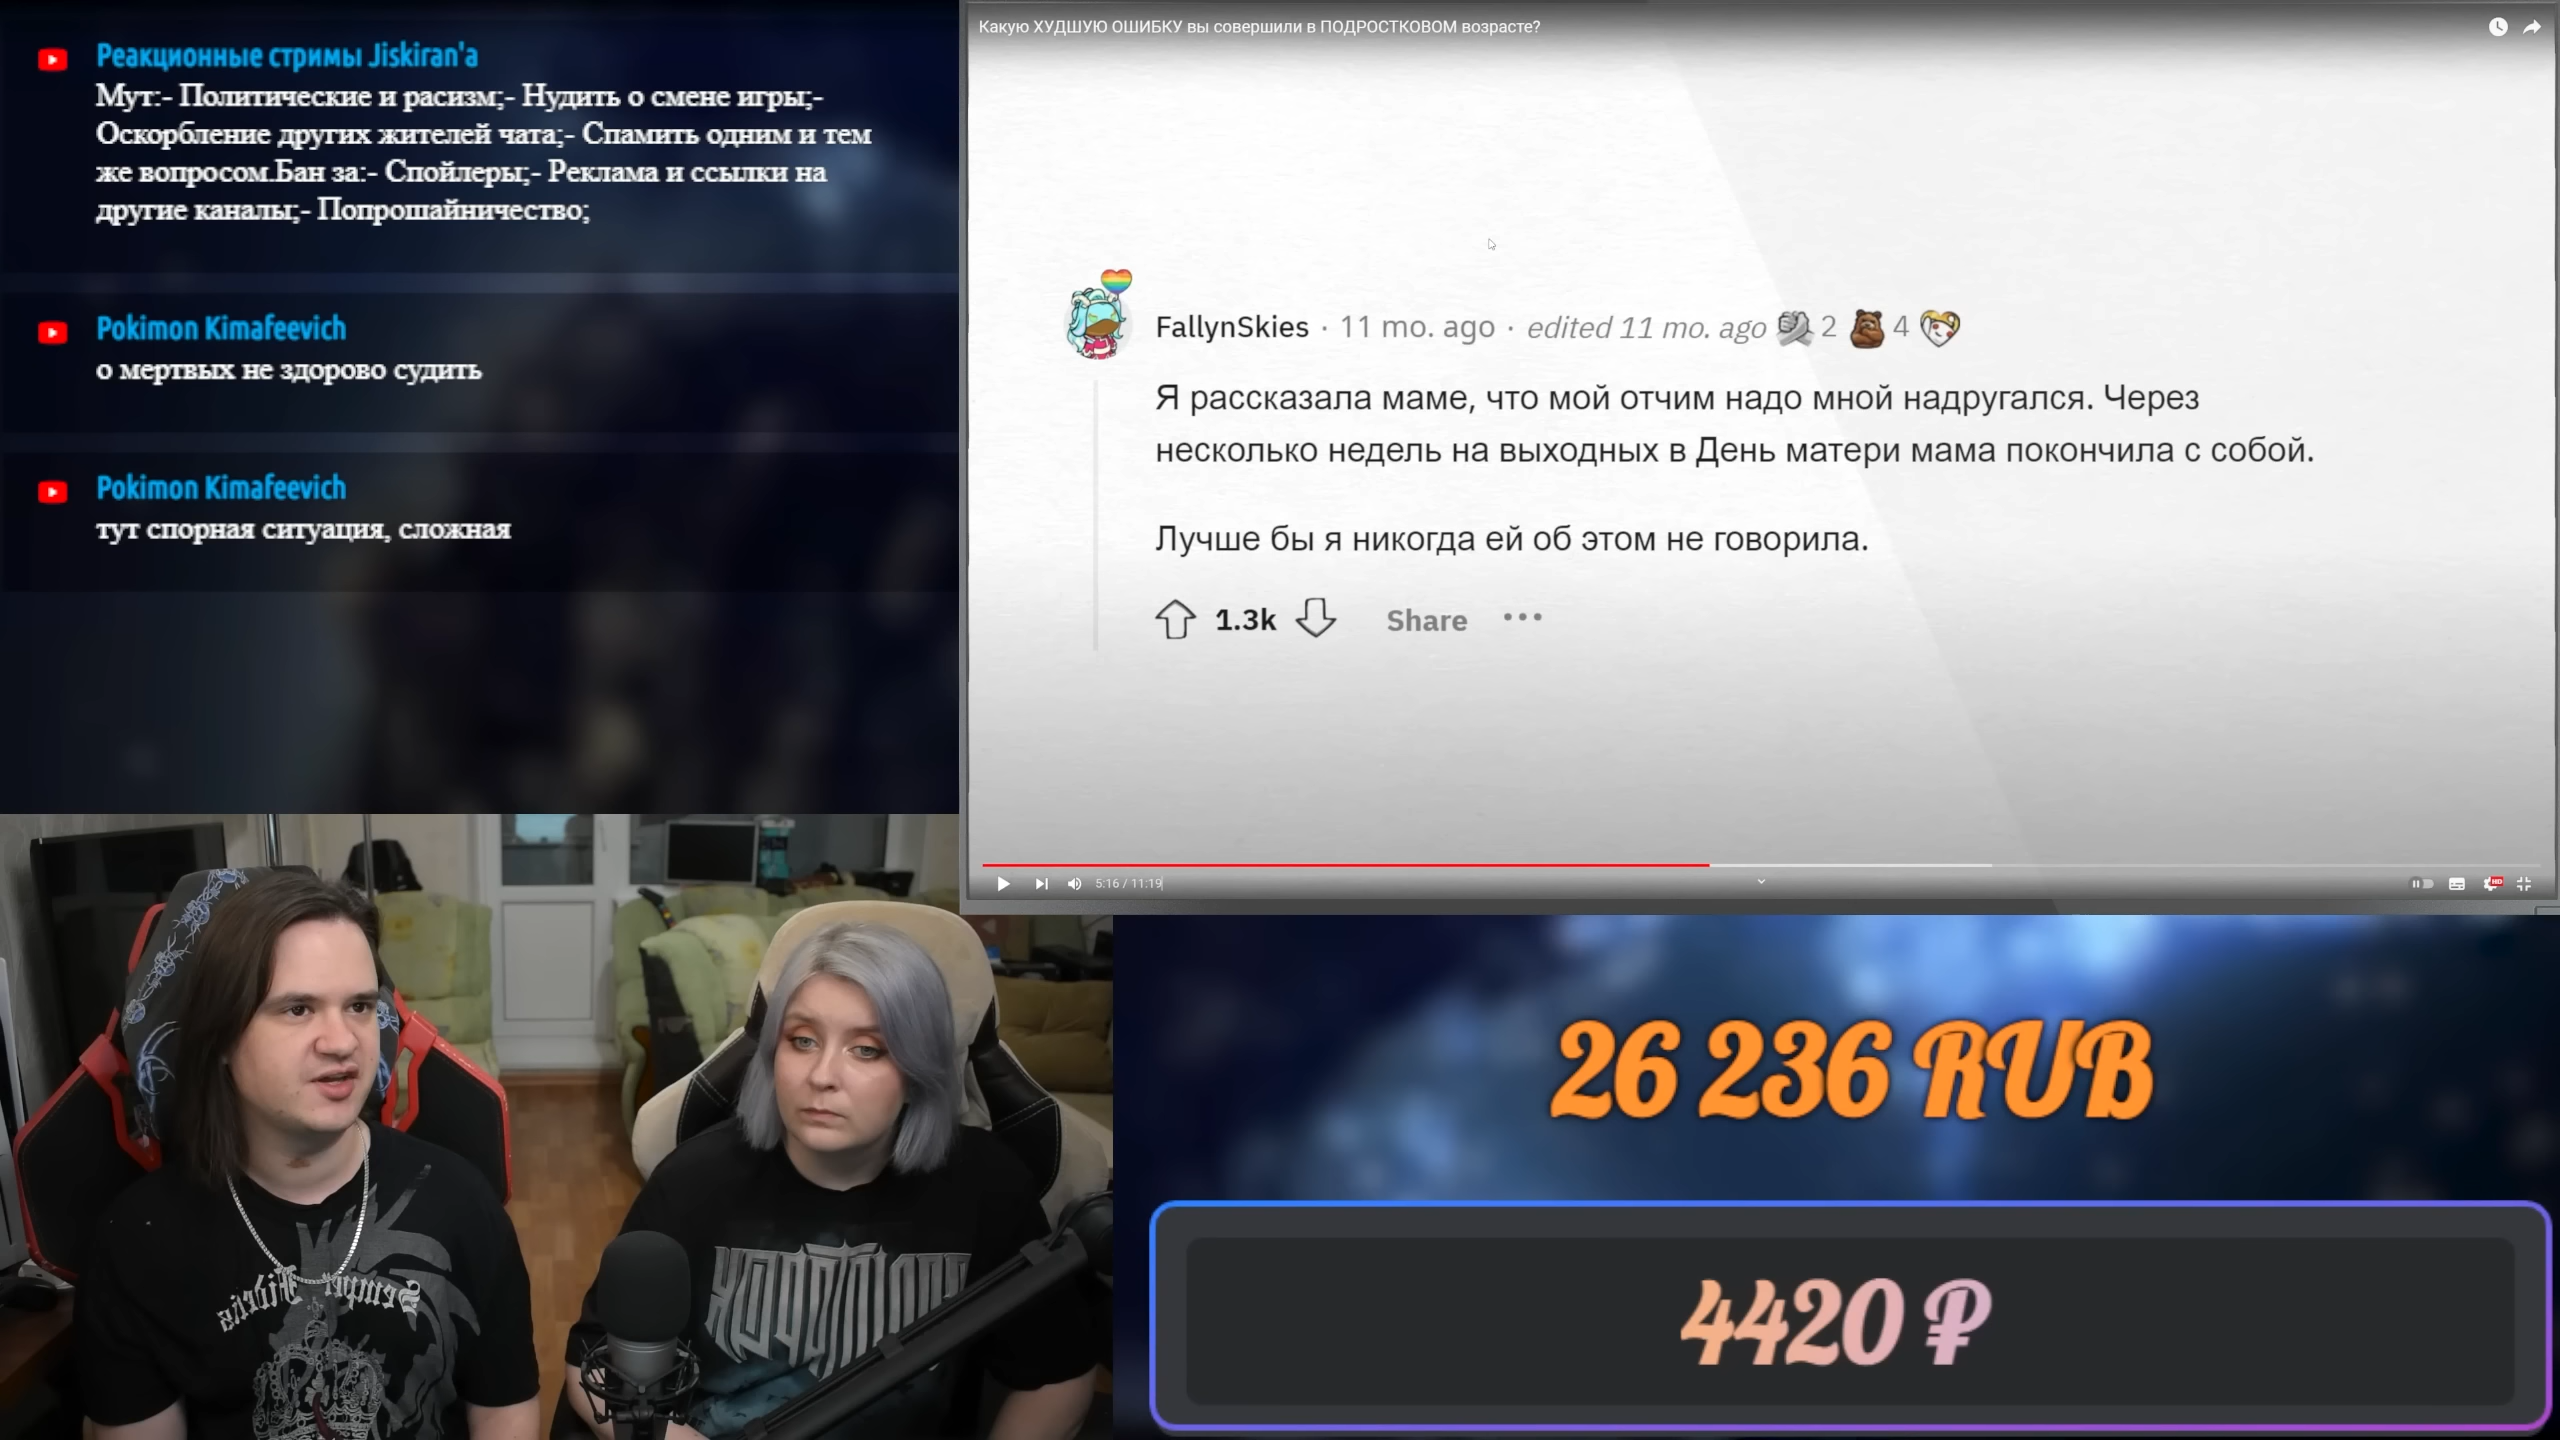 Реакционные стримы Jiskiran'а
Мут:- Политические и расизм;- Нудить о смене игры;-
Оскорбление других жителей чата;- Спамить одним и тем
же вопросом.Бан за:- Спойлеры;- Реклама и ссылки на
другие каналы;- Попрошайничество;
Pokimon Kimafeevich
о мертвых не здорово судить
Pokimon Kimafeevich
тут спорная ситуация, сложная
Какую ХУДШУЮ ОШИБКУ вы совершили в ПОДРОСТКОВОМ возрасте?
FallynSkies · 11 mo. ago · edited 11 mo. ago 2 4
Я рассказала маме, что мой отчим надо мной надругался. Через
несколько недель на выходных в День матери мама покончила с собой.
Лучше бы я никогда ей об этом не говорила.
1.3k Share ···
5:16 / 11:19
HD
26 236 RUB
4420 ₽